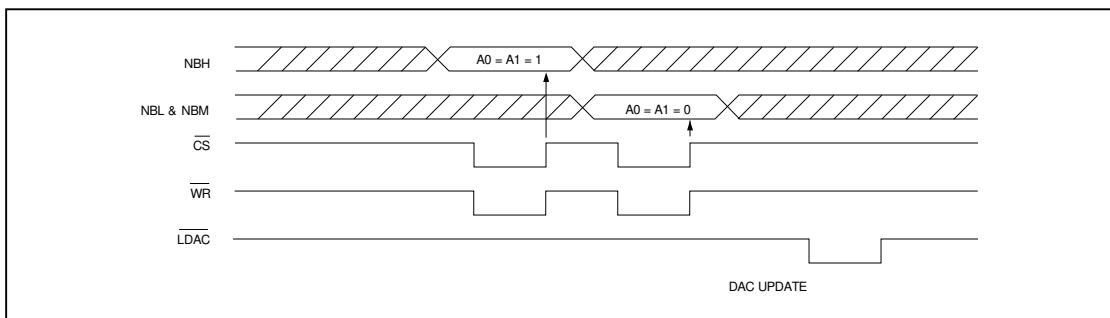 NBH
A0 = A1 = 1
NBL & NBM
A0 = A1 = 0
CS
WR
LDAC
DAC UPDATE